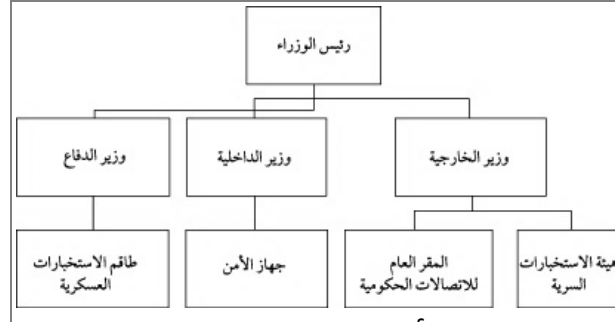 رئيس الوزراء
وزير الخارجية
وزير الداخلية
وزير الدفاع
هيئة الاستخبارات
السرية
المقر العام
للاتصالات الحكومية
جهاز الأمن
طاقم الاستخبارات
العسكرية